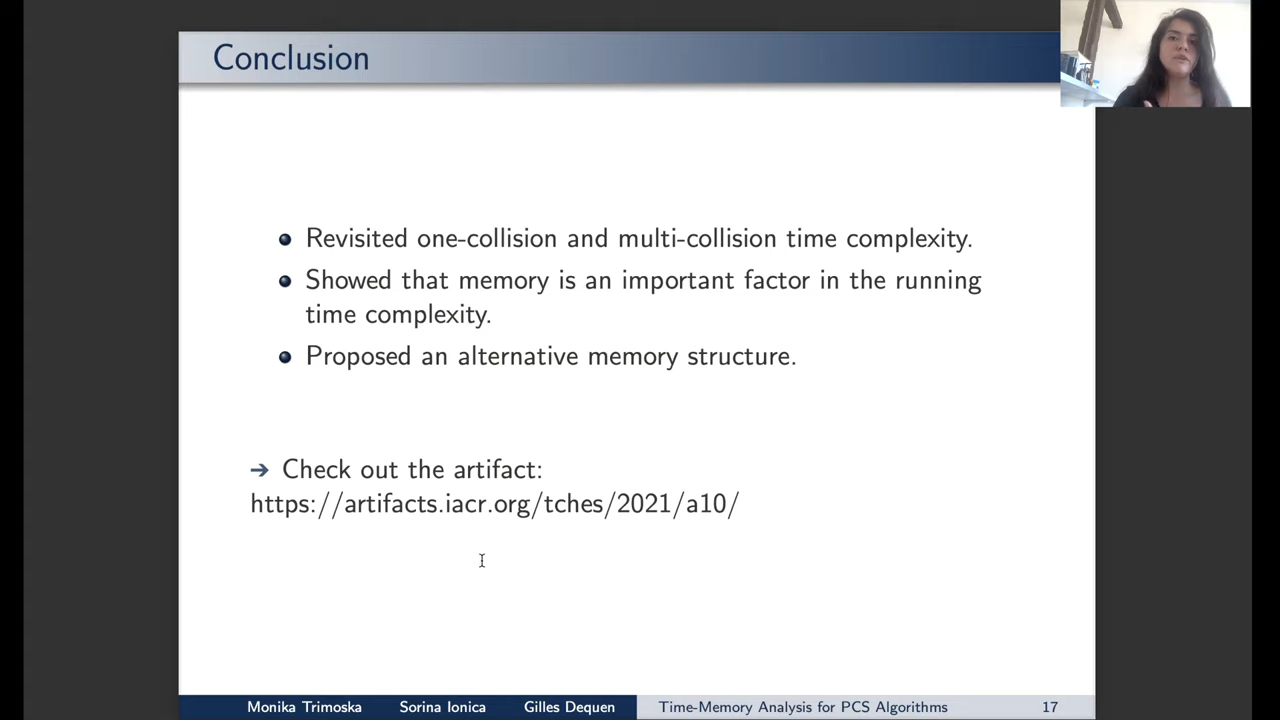 Conclusion
Revisited one-collision and multi-collision time complexity.
Showed that memory is an important factor in the running
time complexity.
Proposed an alternative memory structure.
➔ Check out the artifact:
https://artifacts.iacr.org/tches/2021/a10/
Monika Trimoska Sorina Ionica Gilles Dequen Time-Memory Analysis for PCS Algorithms 17